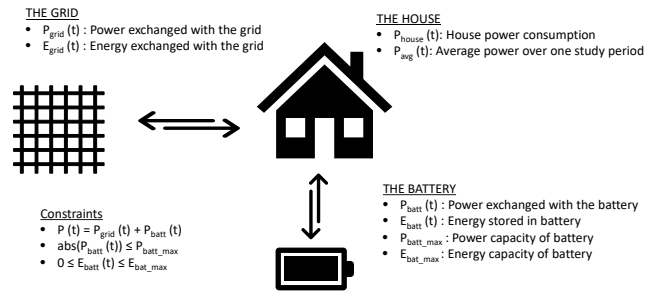 THE GRID
• P_grid (t) : Power exchanged with the grid
• E_grid (t) : Energy exchanged with the grid
THE HOUSE
• P_house (t): House power consumption
• P_avg (t): Average power over one study period
Constraints
• P (t) = P_grid (t) + P_batt (t)
• abs(P_batt (t)) ≤ P_batt_max
• 0 ≤ E_batt (t) ≤ E_bat_max
THE BATTERY
• P_batt (t) : Power exchanged with the battery
• E_batt (t) : Energy stored in battery
• P_batt_max : Power capacity of battery
• E_bat_max : Energy capacity of battery